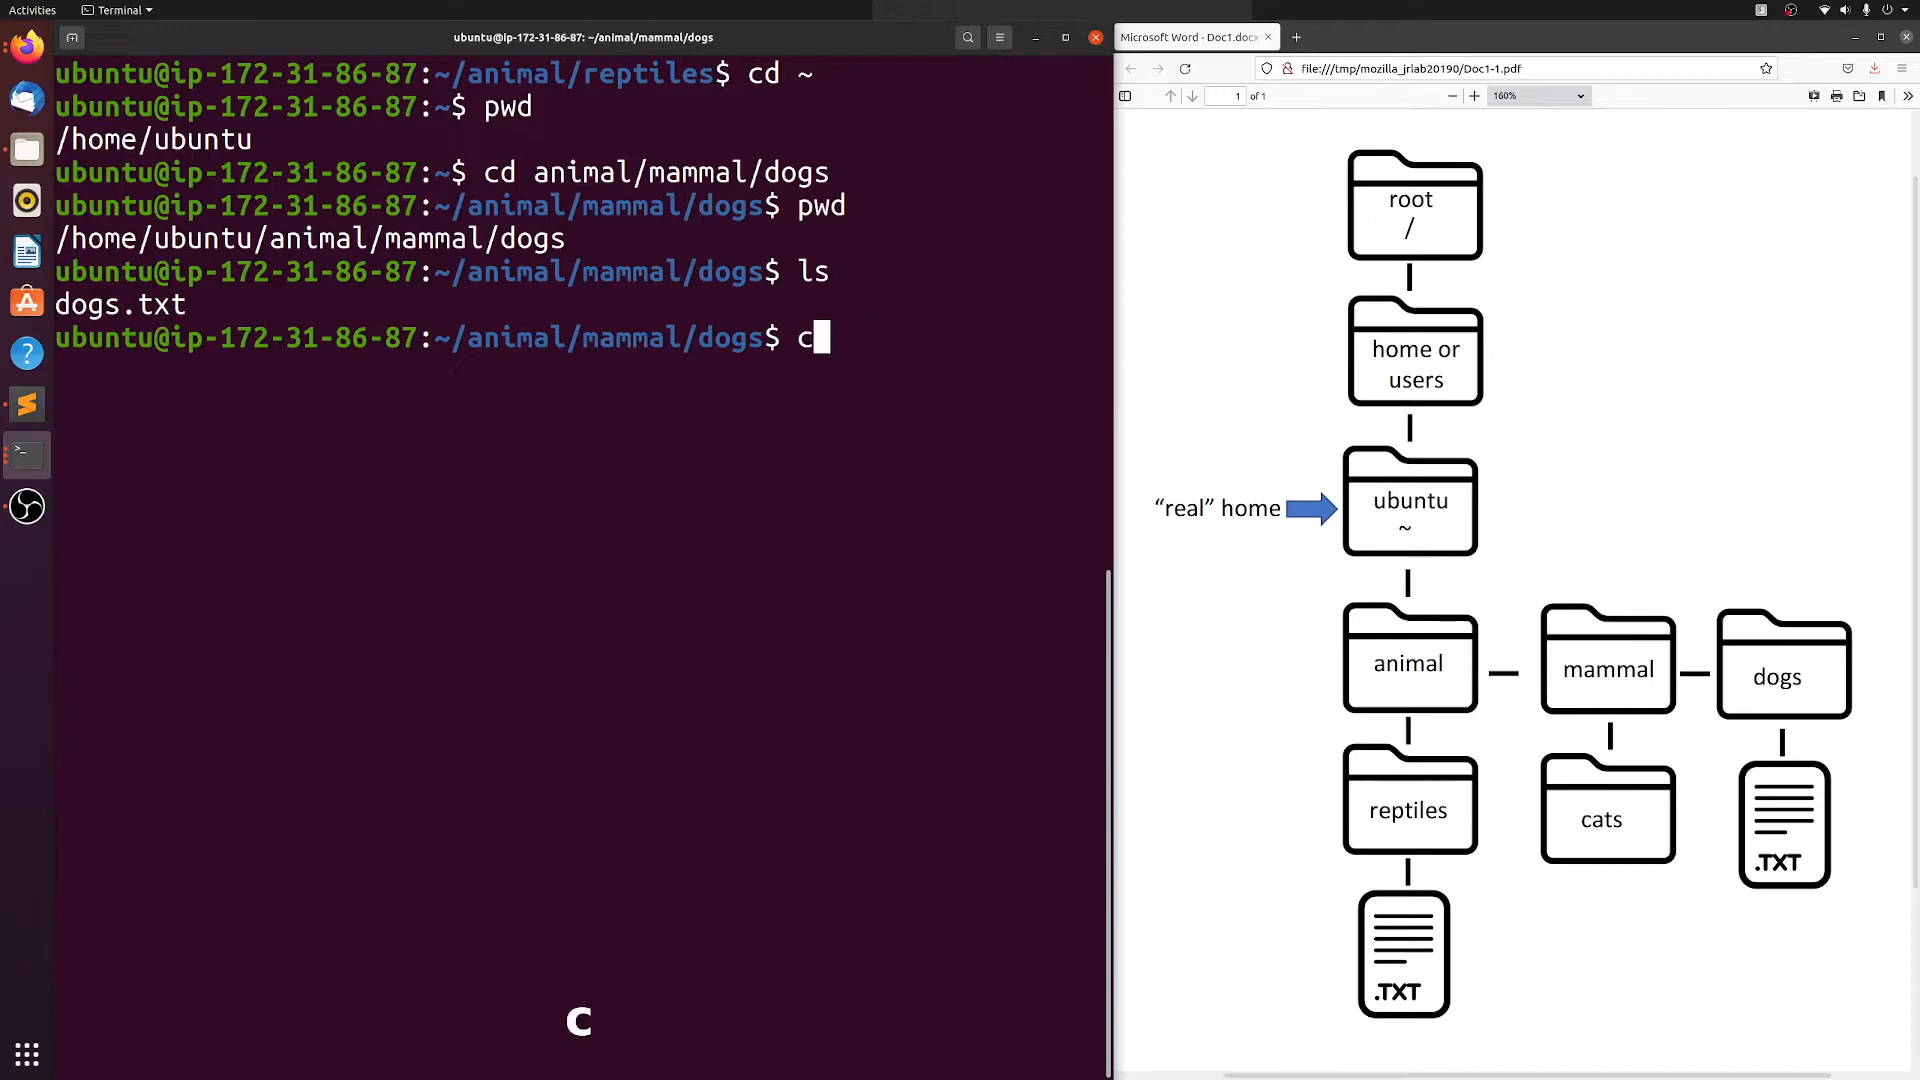 Activities
Terminal
ubuntu@ip-172-31-86-87: ~/animal/mammal/dogs
ubuntu@ip-172-31-86-87:~/animal/reptiles$ cd ~
ubuntu@ip-172-31-86-87:~$ pwd
/home/ubuntu
ubuntu@ip-172-31-86-87:~$ cd animal/mammal/dogs
ubuntu@ip-172-31-86-87:~/animal/mammal/dogs$ pwd
/home/ubuntu/animal/mammal/dogs
ubuntu@ip-172-31-86-87:~/animal/mammal/dogs$ ls
dogs.txt
ubuntu@ip-172-31-86-87:~/animal/mammal/dogs$ c
c
Microsoft Word - Doc1.docx
file:///tmp/mozilla_jrlab20190/Doc1-1.pdf
1 of 1
160%
root
/
home or
users
"real" home
ubuntu
~
animal
mammal
dogs
reptiles
cats
.TXT
.TXT